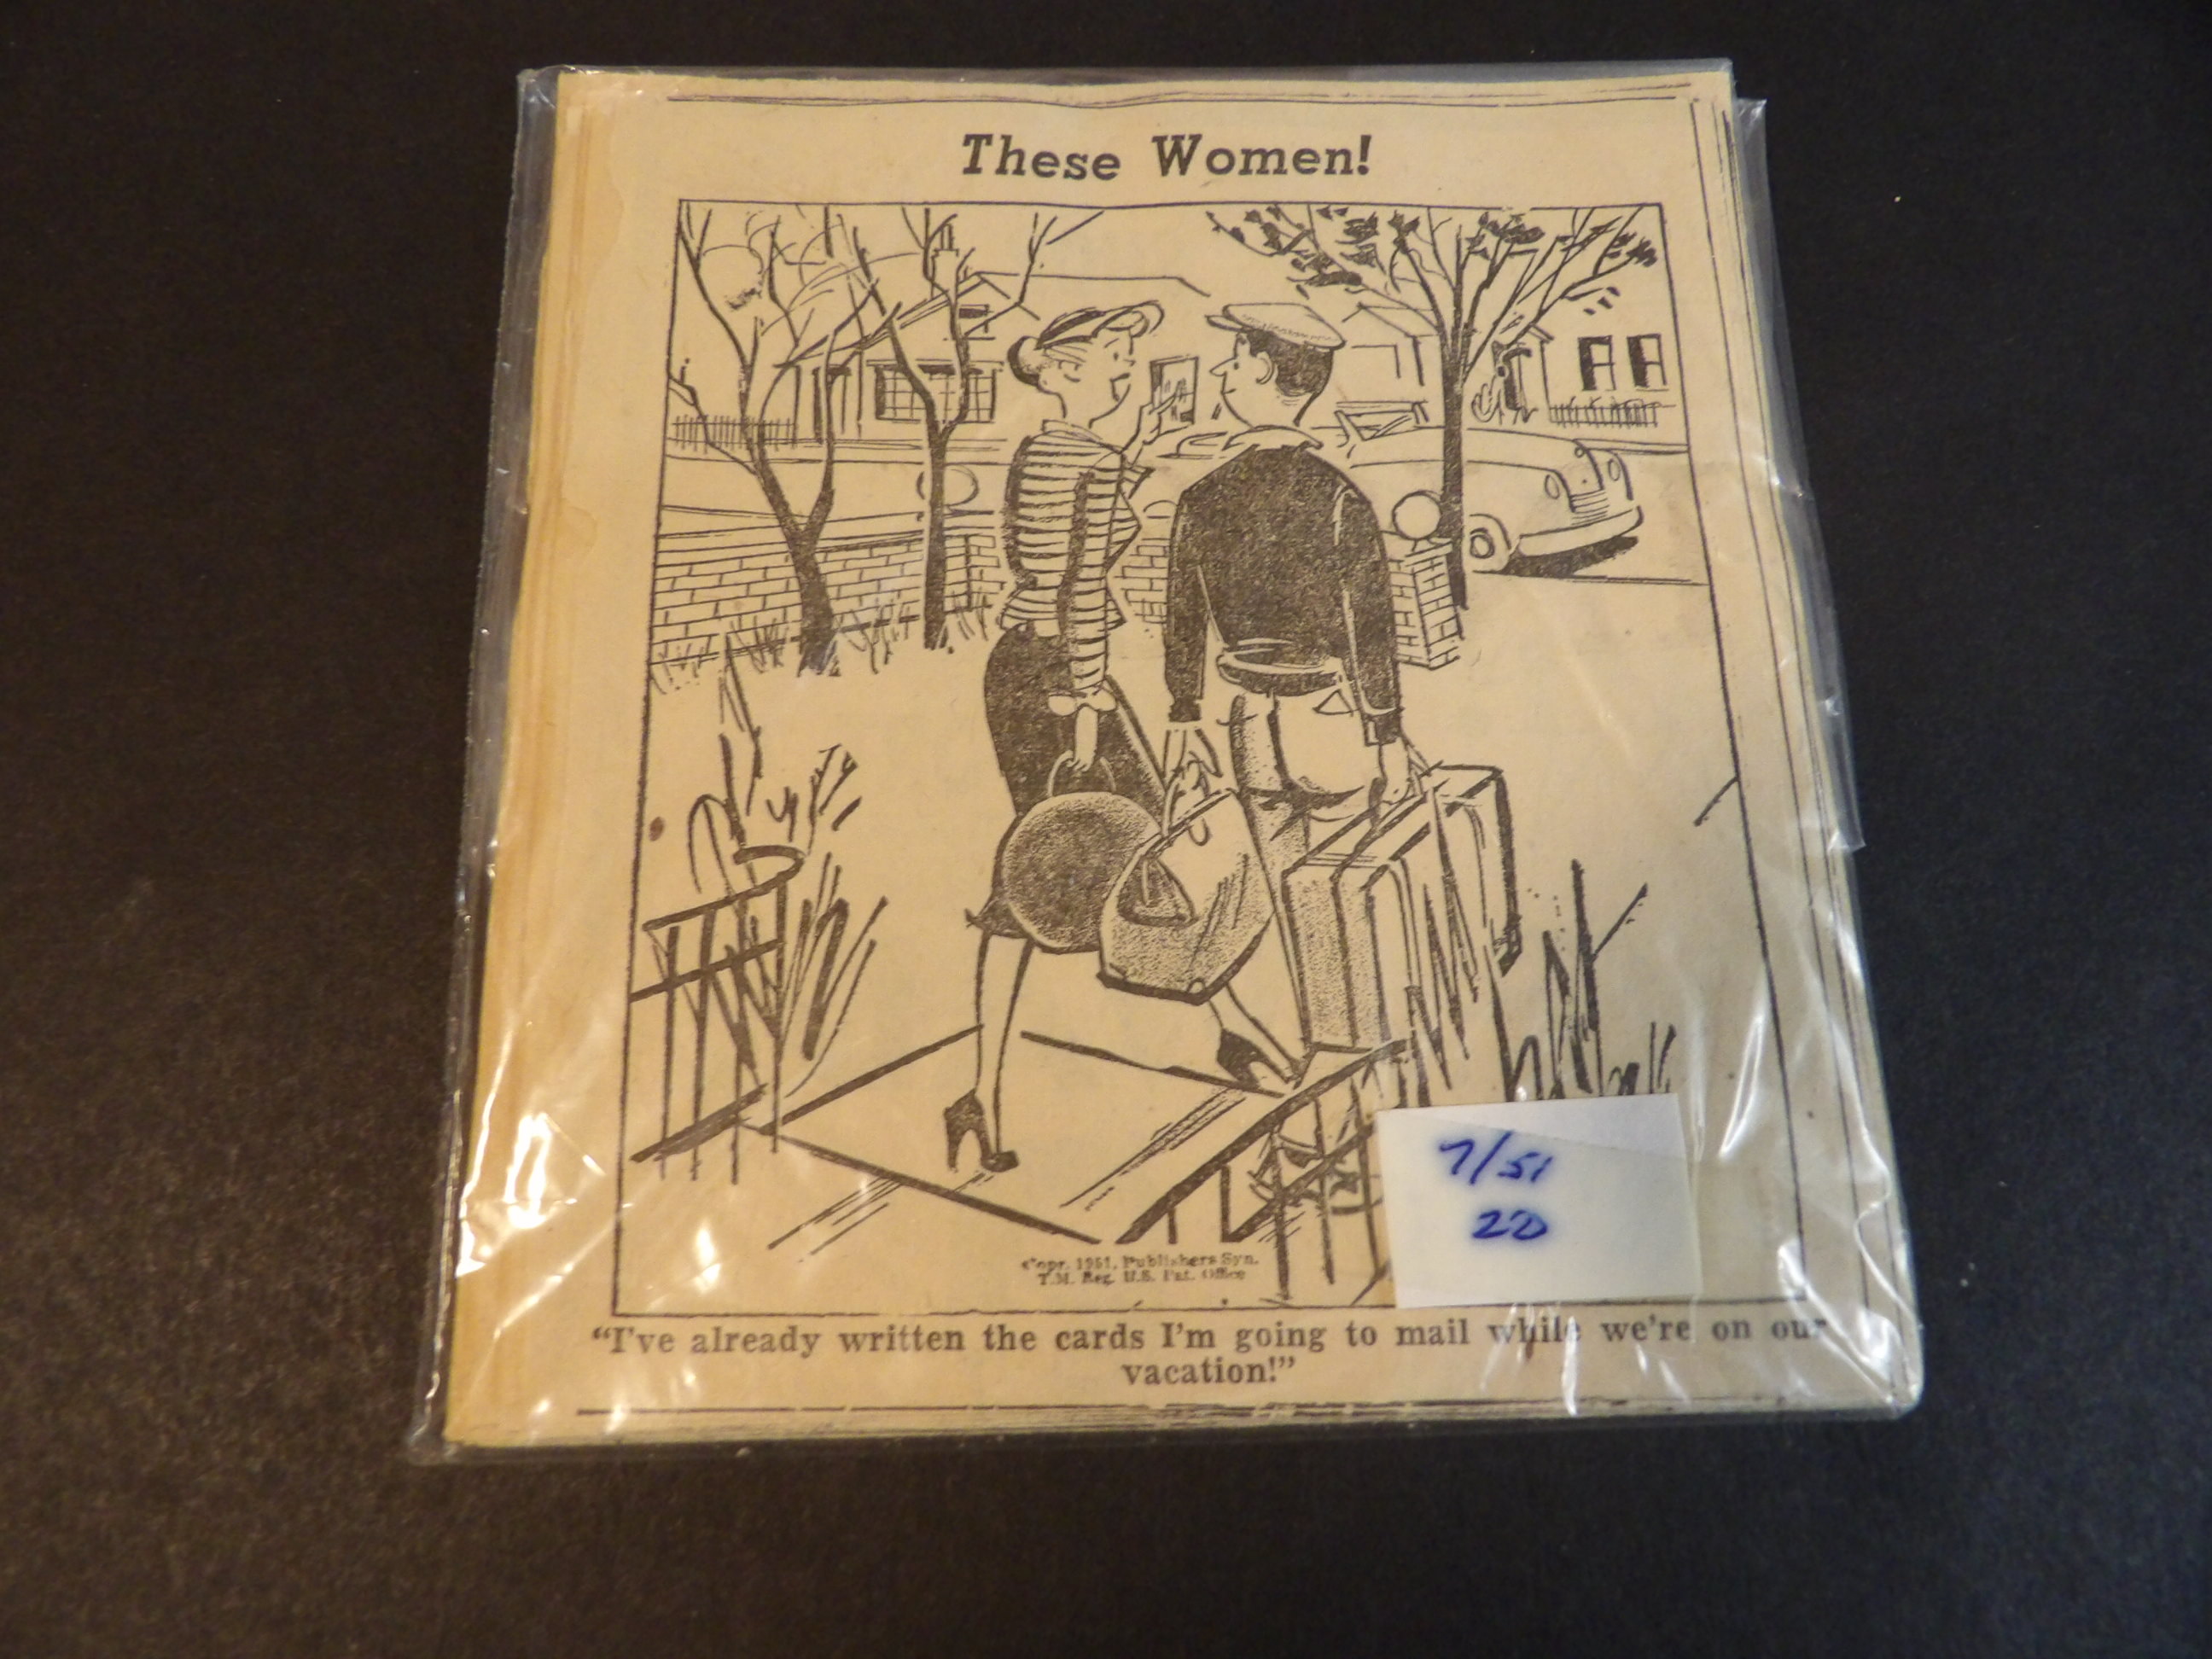 These Women!
7/51
20
Copr. 1951, Publishers Syn.
T.M. Reg. U.S. Pat. Office
"I've already written the cards I'm going to mail while we're on our
vacation!"